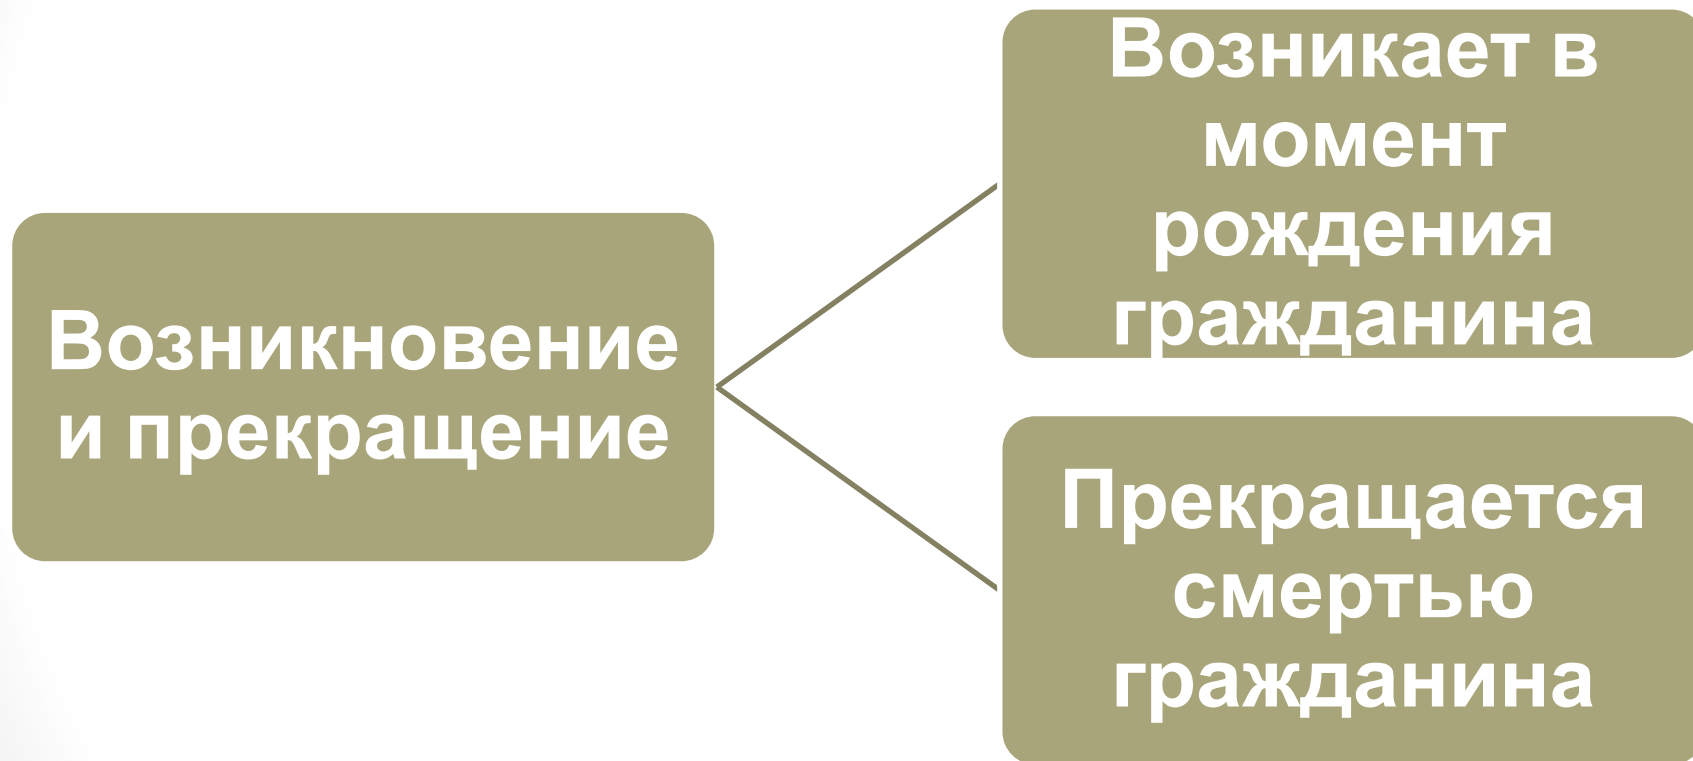 Возникновение
и прекращение
Возникает в
момент
рождения
гражданина
Прекращается
смертью
гражданина